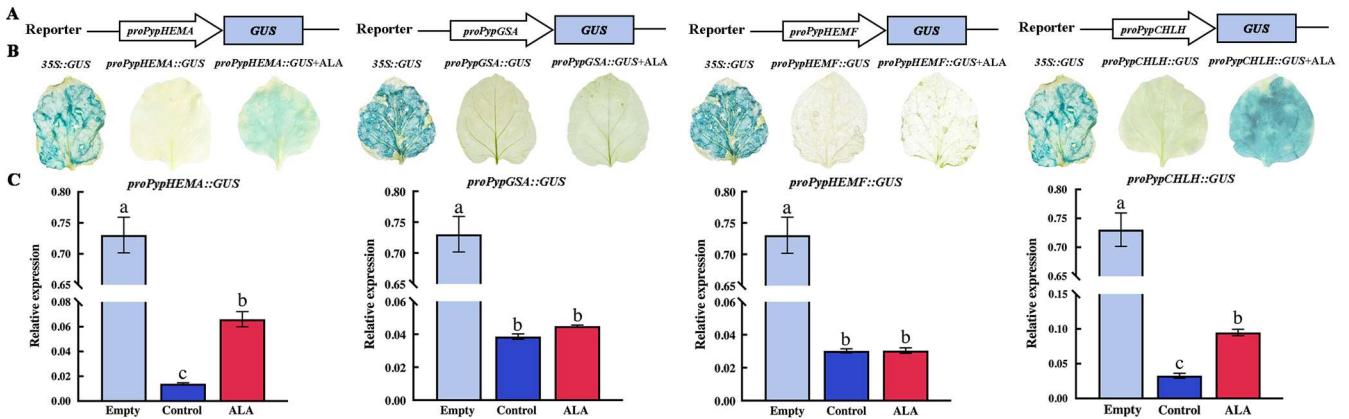 A
Reporter proPypHEMA GUS Reporter proPypGSA GUS Reporter proPypHEMF GUS Reporter proPypCHLH GUS
B
35S::GUS proPypHEMA::GUS proPypHEMA::GUS+ALA 35S::GUS proPypGSA::GUS proPypGSA::GUS+ALA 35S::GUS proPypHEMF::GUS proPypHEMF::GUS+ALA 35S::GUS proPypCHLH::GUS proPypCHLH::GUS+ALA
C
proPypHEMA::GUS
Relative expression
0.80
0.75
0.70
0.65
0.08
0.06
0.04
0.02
0.00
a
c
b
Empty Control ALA
proPypGSA::GUS
Relative expression
0.80
0.75
0.70
0.65
0.06
0.04
0.02
0.00
a
b
b
Empty Control ALA
proPypHEMF::GUS
Relative expression
0.80
0.75
0.70
0.65
0.06
0.04
0.02
0.00
a
b
b
Empty Control ALA
proPypCHLH::GUS
Relative expression
0.80
0.75
0.70
0.65
0.15
0.10
0.05
0.00
a
c
b
Empty Control ALA